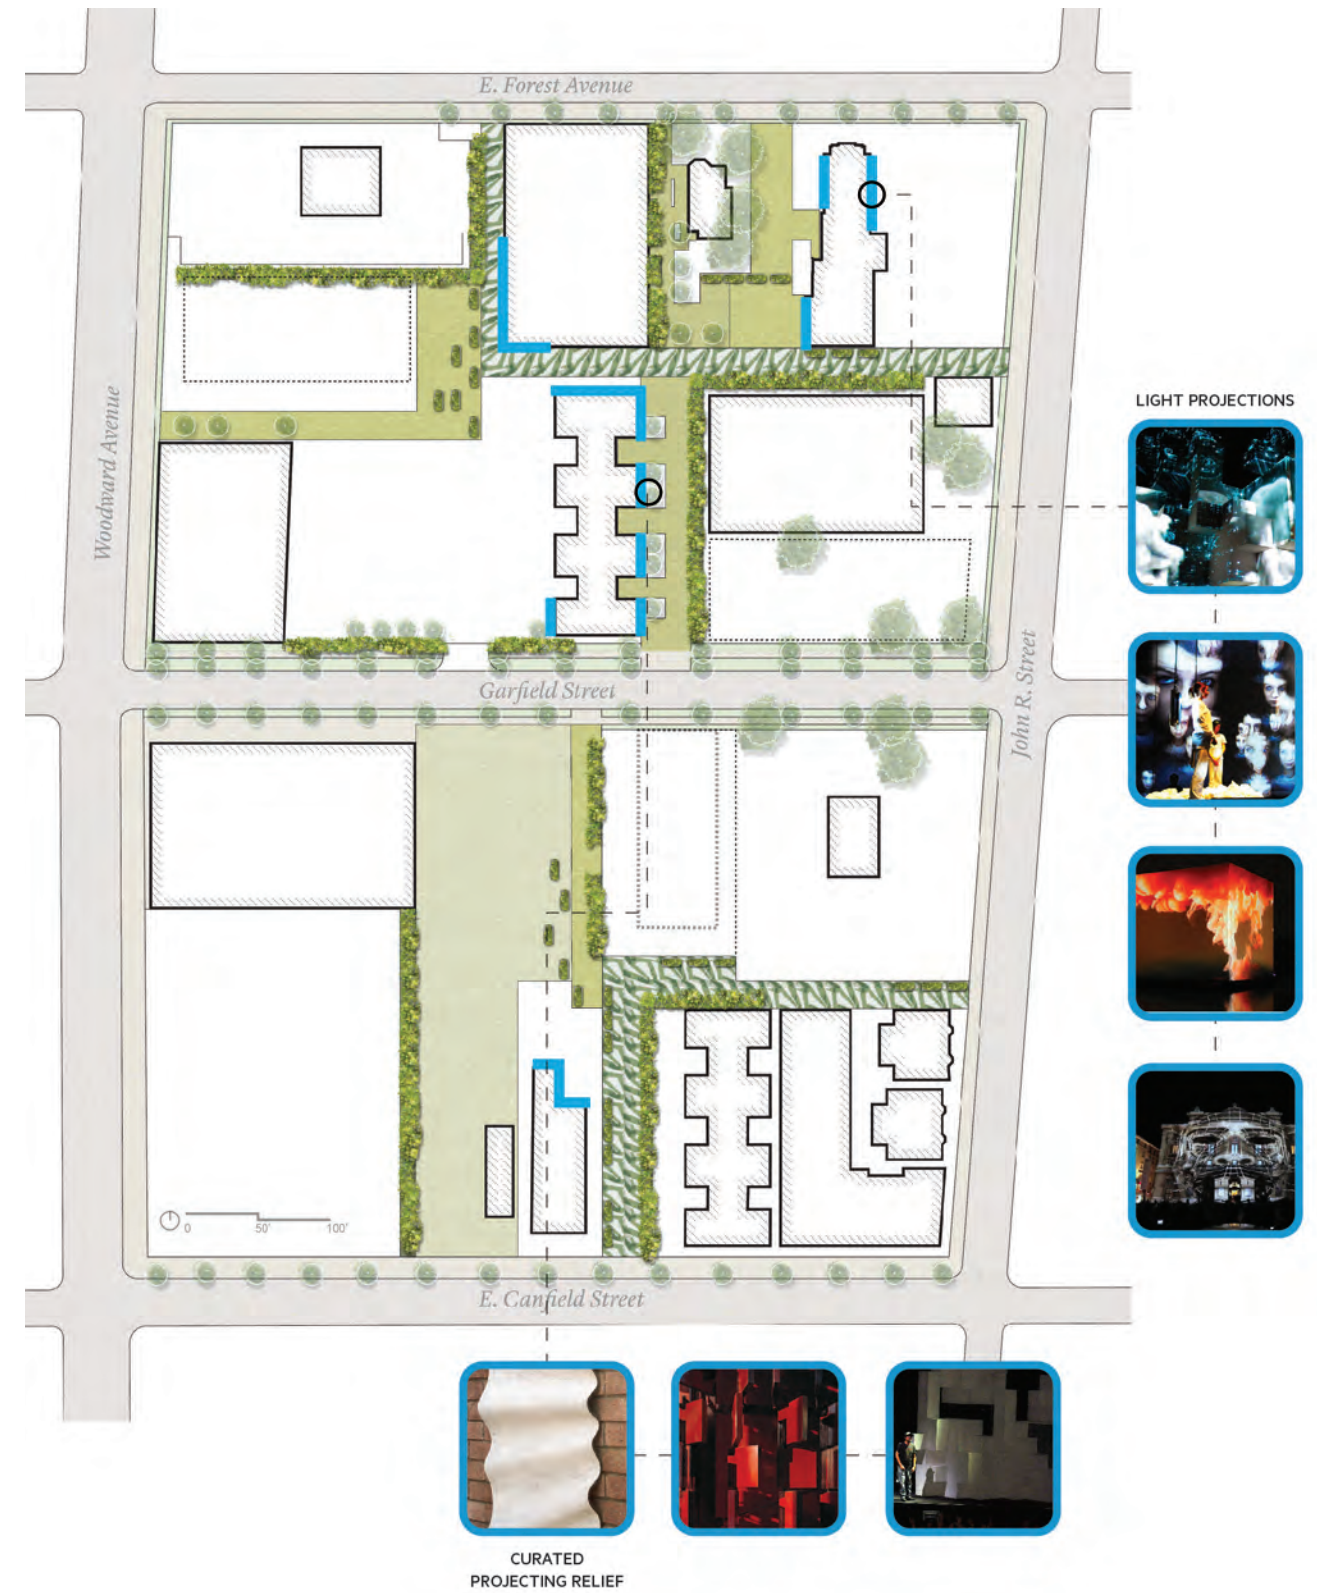 E. Forest Avenue
Woodward Avenue
LIGHT PROJECTIONS
Garfield Street
John R. Street
0 50' 100'
E. Canfield Street
CURATED
PROJECTING RELIEF